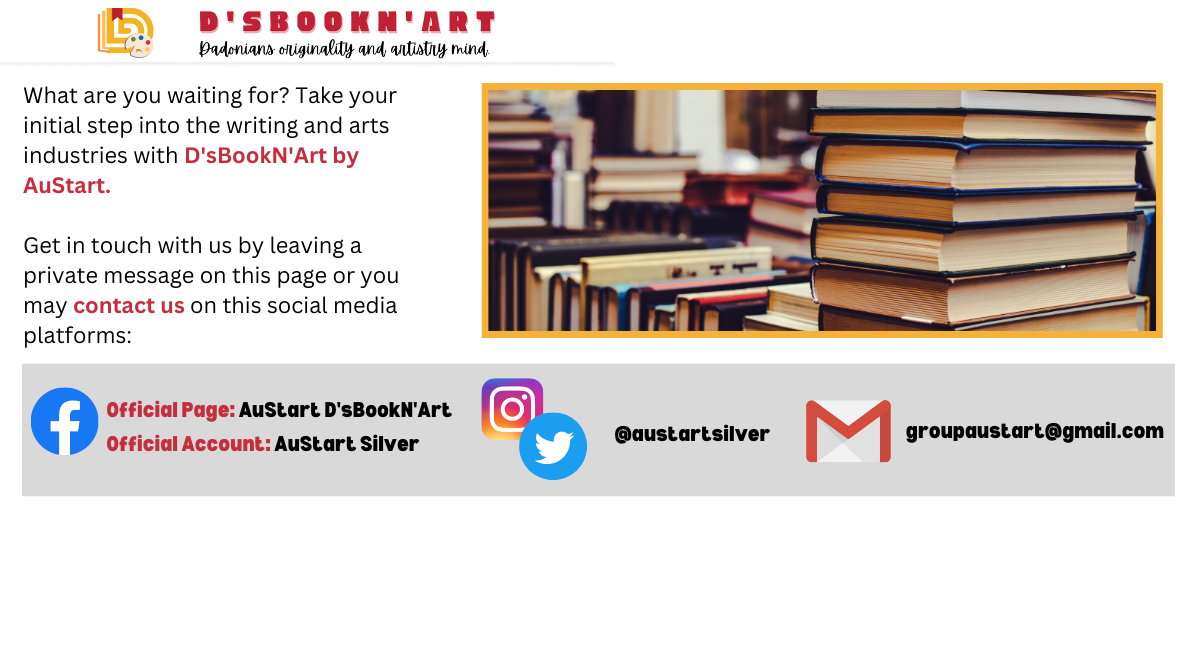 D'SBOOKN'ART
Dadonians originality and artistry mind.
What are you waiting for? Take your
initial step into the writing and arts
industries with D'sBookN'Art by
AuStart.
Get in touch with us by leaving a
private message on this page or you
may contact us on this social media
platforms:
Official Page: AuStart D'sBookN'Art
Official Account: AuStart Silver
@austartsilver
groupaustart@gmail.com